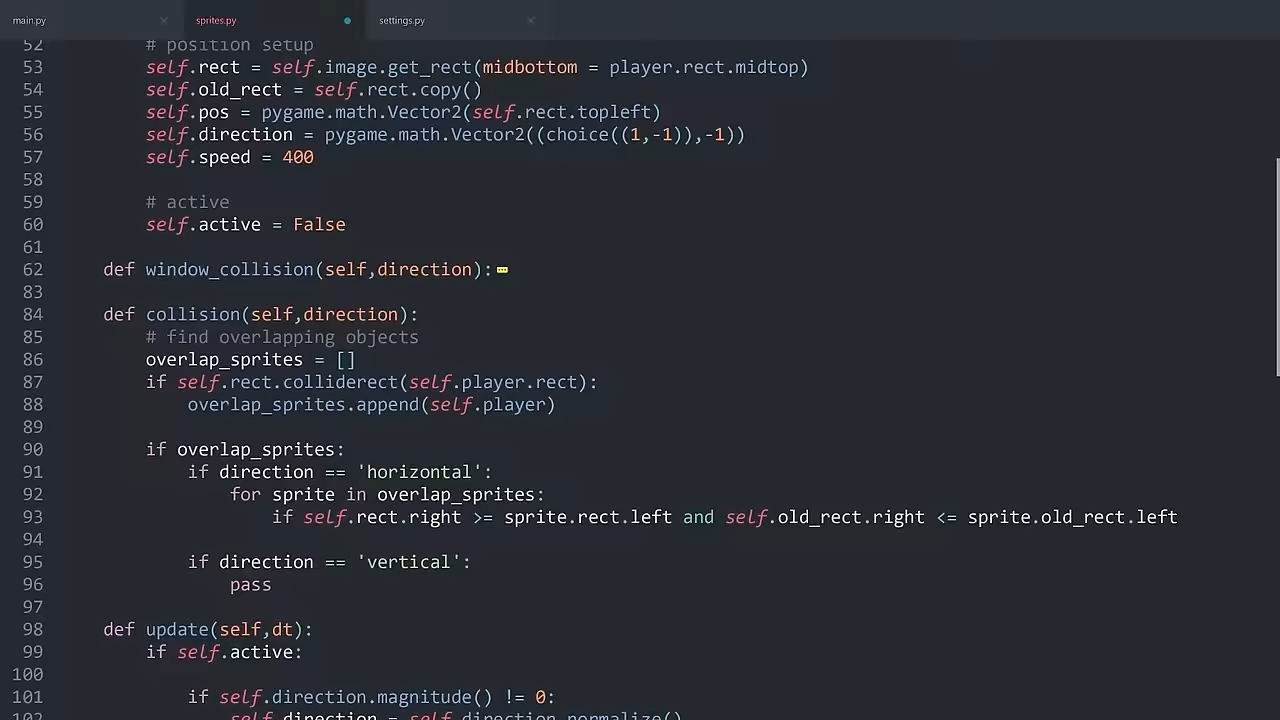 main.py × sprites.py settings.py ×
52 # position setup
53 self.rect = self.image.get_rect(midbottom = player.rect.midtop)
54 self.old_rect = self.rect.copy()
55 self.pos = pygame.math.Vector2(self.rect.topleft)
56 self.direction = pygame.math.Vector2((choice((1,-1)),-1))
57 self.speed = 400
58
59 # active
60 self.active = False
61
62 def window_collision(self,direction):
83
84 def collision(self,direction):
85 # find overlapping objects
86 overlap_sprites = []
87 if self.rect.colliderect(self.player.rect):
88 overlap_sprites.append(self.player)
89
90 if overlap_sprites:
91 if direction == 'horizontal':
92 for sprite in overlap_sprites:
93 if self.rect.right >= sprite.rect.left and self.old_rect.right <= sprite.old_rect.left
94
95 if direction == 'vertical':
96 pass
97
98 def update(self,dt):
99 if self.active:
100
101 if self.direction.magnitude() != 0:
102 self.direction = self.direction.normalize()